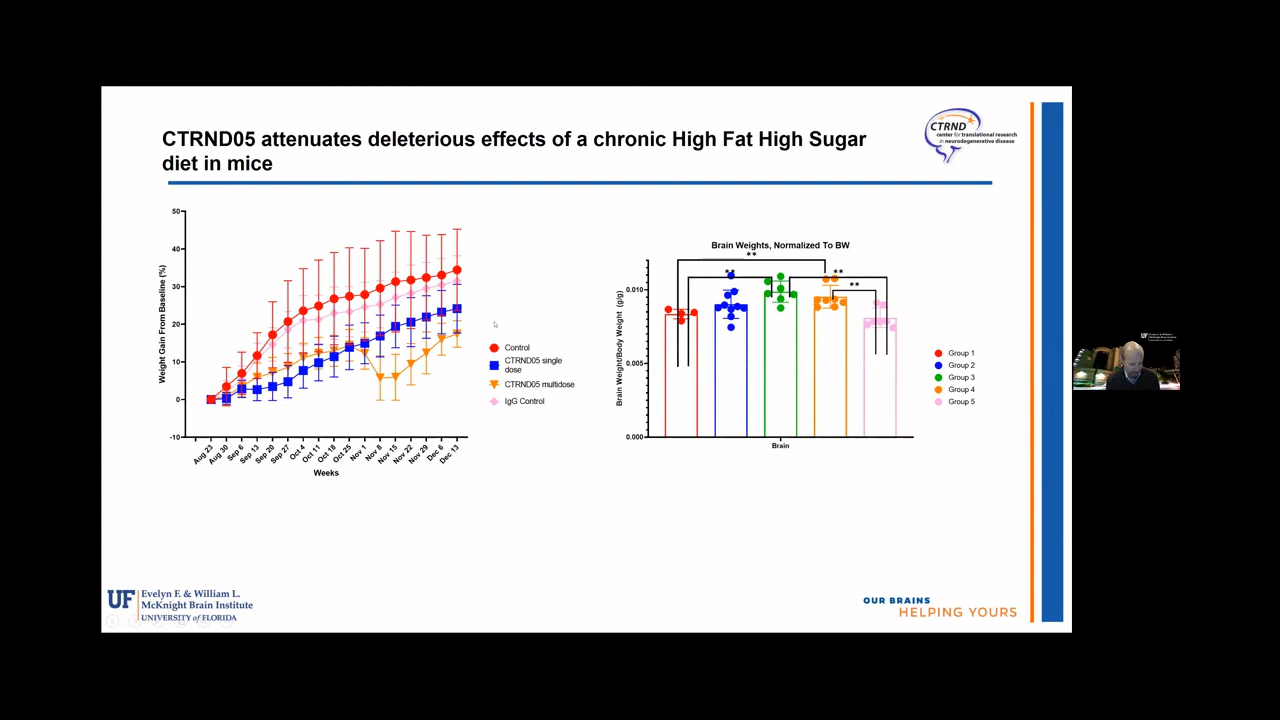 CTRND05 attenuates deleterious effects of a chronic High Fat High Sugar
diet in mice
CTRND
center for translational research
in neurodegenerative disease
Weight Gain From Baseline (%)
50
40
30
20
10
0
-10
Aug 23
Aug 30
Sep 6
Sep 13
Sep 20
Sep 27
Oct 4
Oct 11
Oct 18
Oct 25
Nov 1
Nov 8
Nov 15
Nov 22
Nov 29
Dec 6
Dec 13
Weeks
Control
CTRND05 single
dose
CTRND05 multidose
IgG Control
Brain Weights, Normalized To BW
**
**
**
**
Brain Weight/Body Weight (g/g)
0.010
0.005
0.000
Brain
Group 1
Group 2
Group 3
Group 4
Group 5
UF
Evelyn F. & William L.
McKnight Brain Institute
UNIVERSITY of FLORIDA
OUR BRAINS
HELPING YOURS
UF